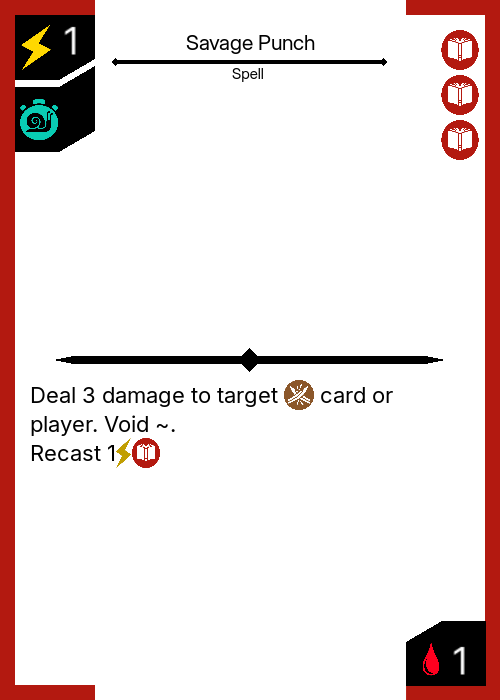 1
Savage Punch
Spell
Deal 3 damage to target card or
player. Void ~.
Recast 1
1